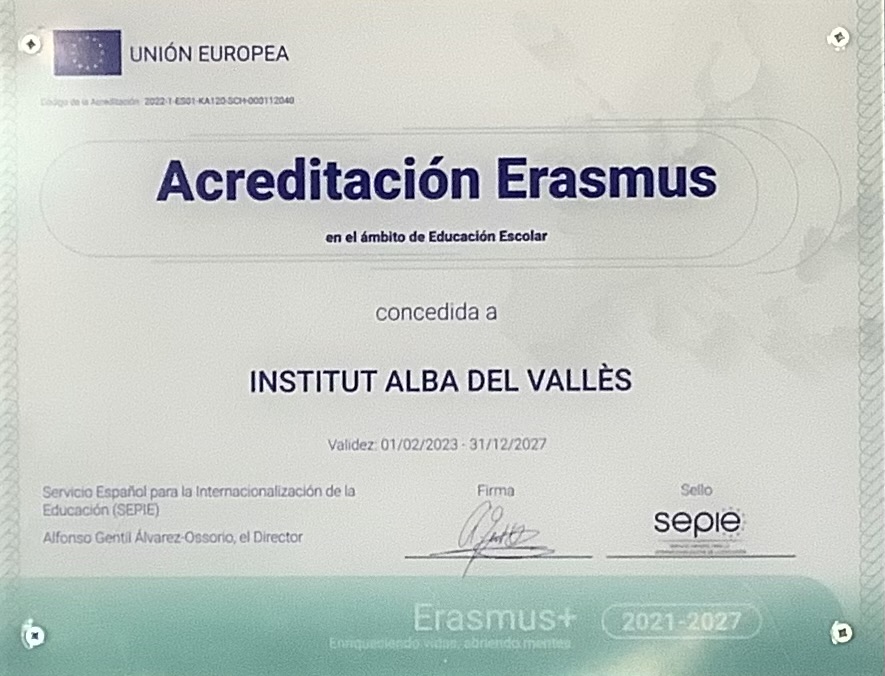 UNIÓN EUROPEA
Código de la Acreditación: 2022-1-ES01-KA120-SCH-000112040
Acreditación Erasmus
en el ámbito de Educación Escolar
concedida a
INSTITUT ALBA DEL VALLÈS
Validez: 01/02/2023 - 31/12/2027
Servicio Español para la Internacionalización de la
Educación (SEPIE)
Alfonso Gentil Álvarez-Ossorio, el Director
Firma
Sello
sepie
Erasmus+
2021-2027
Enriqueciendo vidas, abriendo mentes